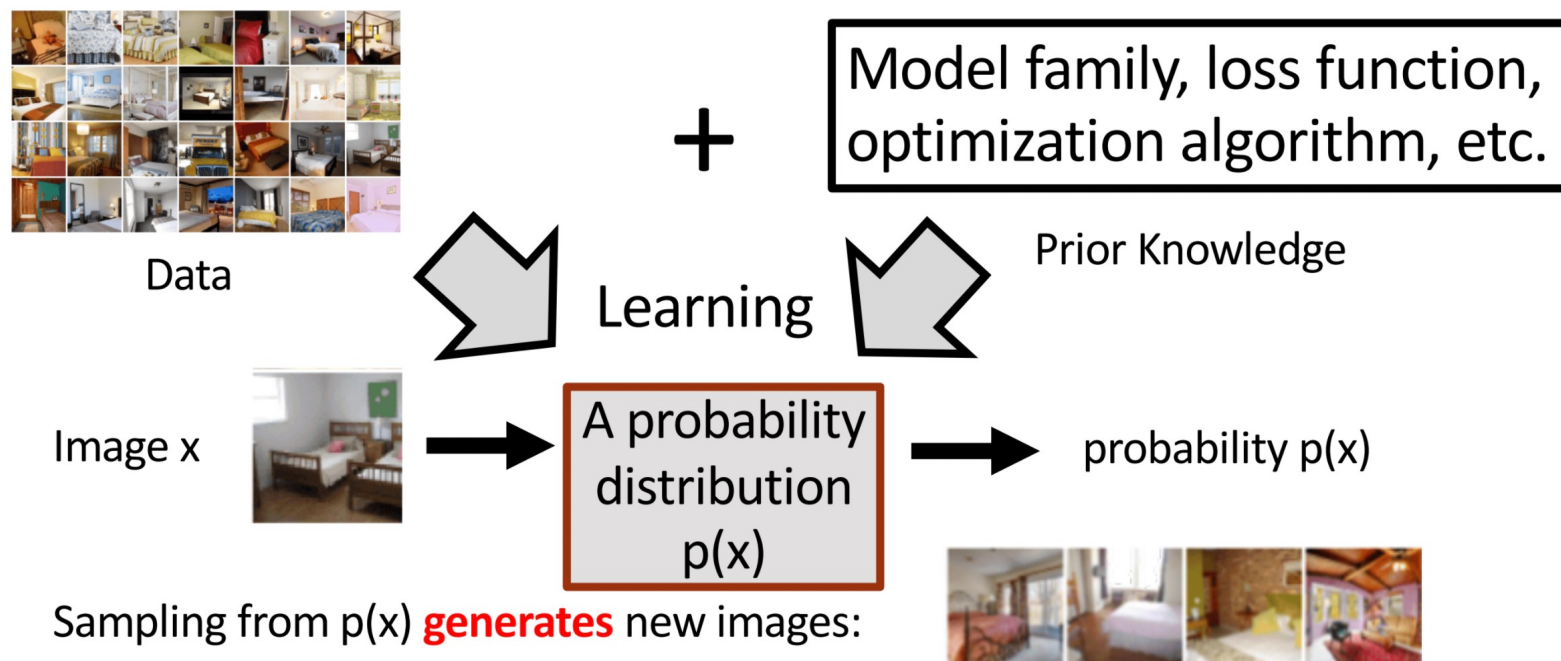 Model family, loss function,
optimization algorithm, etc.
+
Prior Knowledge
Data
Learning
Image x
A probability
distribution
p(x)
probability p(x)
Sampling from p(x) generates new images: